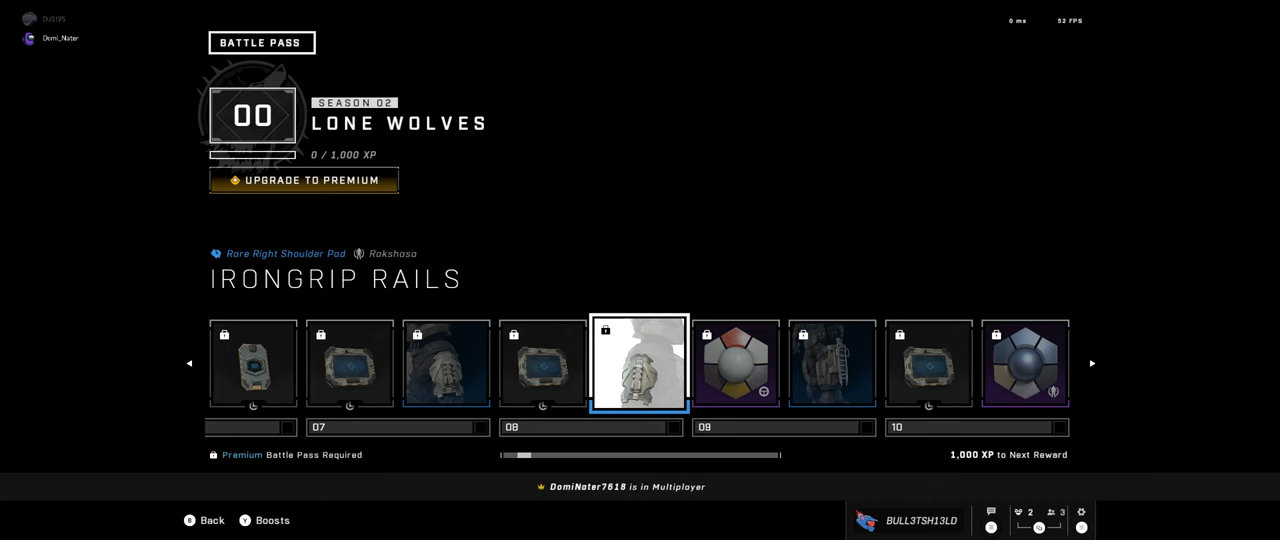 DJS195
Domi_Nater
0 ms 52 FPS
BATTLE PASS
00
SEASON 02
LONE WOLVES
0 / 1,000 XP
UPGRADE TO PREMIUM
Rare Right Shoulder Pad Rakshasa
IRONGRIP RAILS
07 08 09 10
Premium Battle Pass Required
1,000 XP to Next Reward
DomiNater7618 is in Multiplayer
B Back Y Boosts
BULL3TSH13LD
2 3